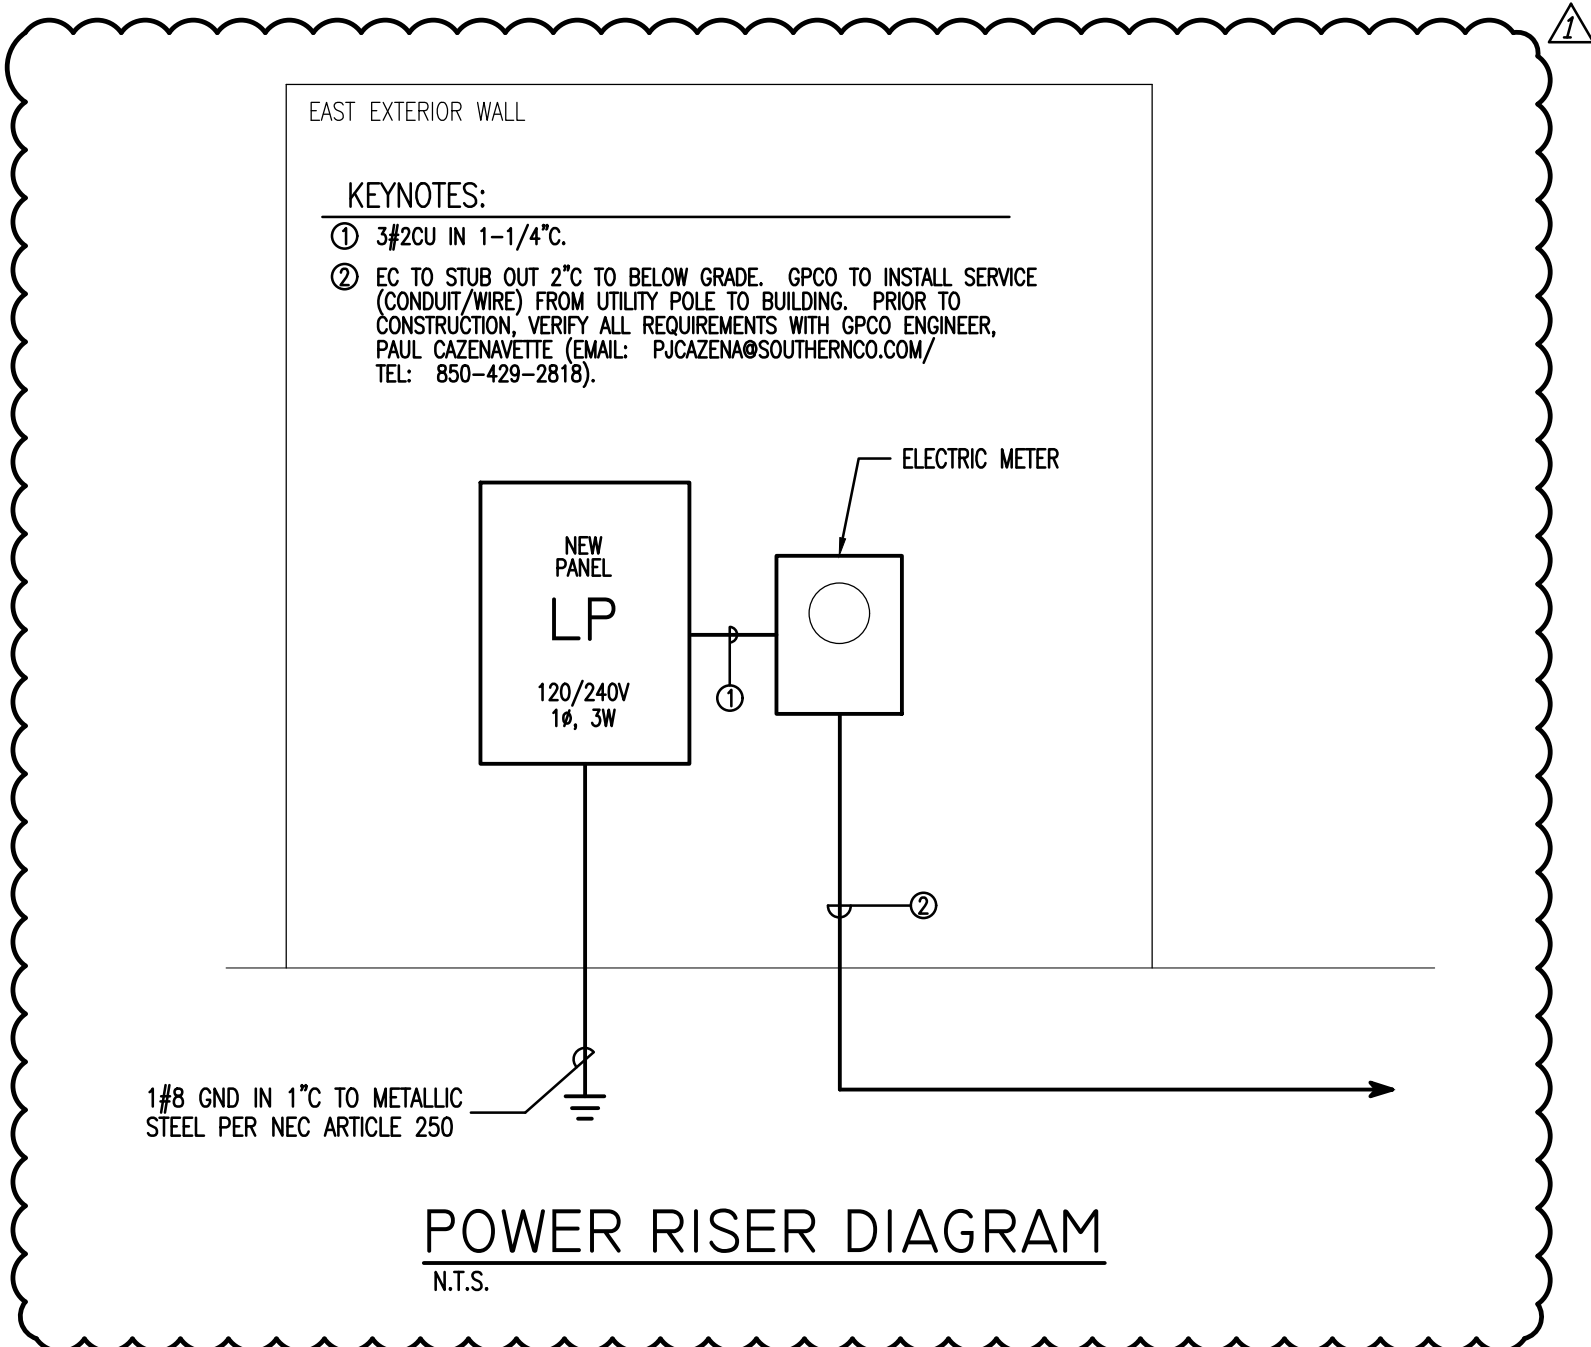 1
EAST EXTERIOR WALL
KEYNOTES:
1 3#2CU IN 1-1/4"C.
2 EC TO STUB OUT 2"C TO BELOW GRADE. GPCO TO INSTALL SERVICE
(CONDUIT/WIRE) FROM UTILITY POLE TO BUILDING. PRIOR TO
CONSTRUCTION, VERIFY ALL REQUIREMENTS WITH GPCO ENGINEER,
PAUL CAZENAVETTE (EMAIL: PJCAZENA@SOUTHERNCO.COM/
TEL: 850-429-2818).
ELECTRIC METER
NEW
PANEL
LP
120/240V
1ø, 3W
1
2
1#8 GND IN 1"C TO METALLIC
STEEL PER NEC ARTICLE 250
POWER RISER DIAGRAM
N.T.S.